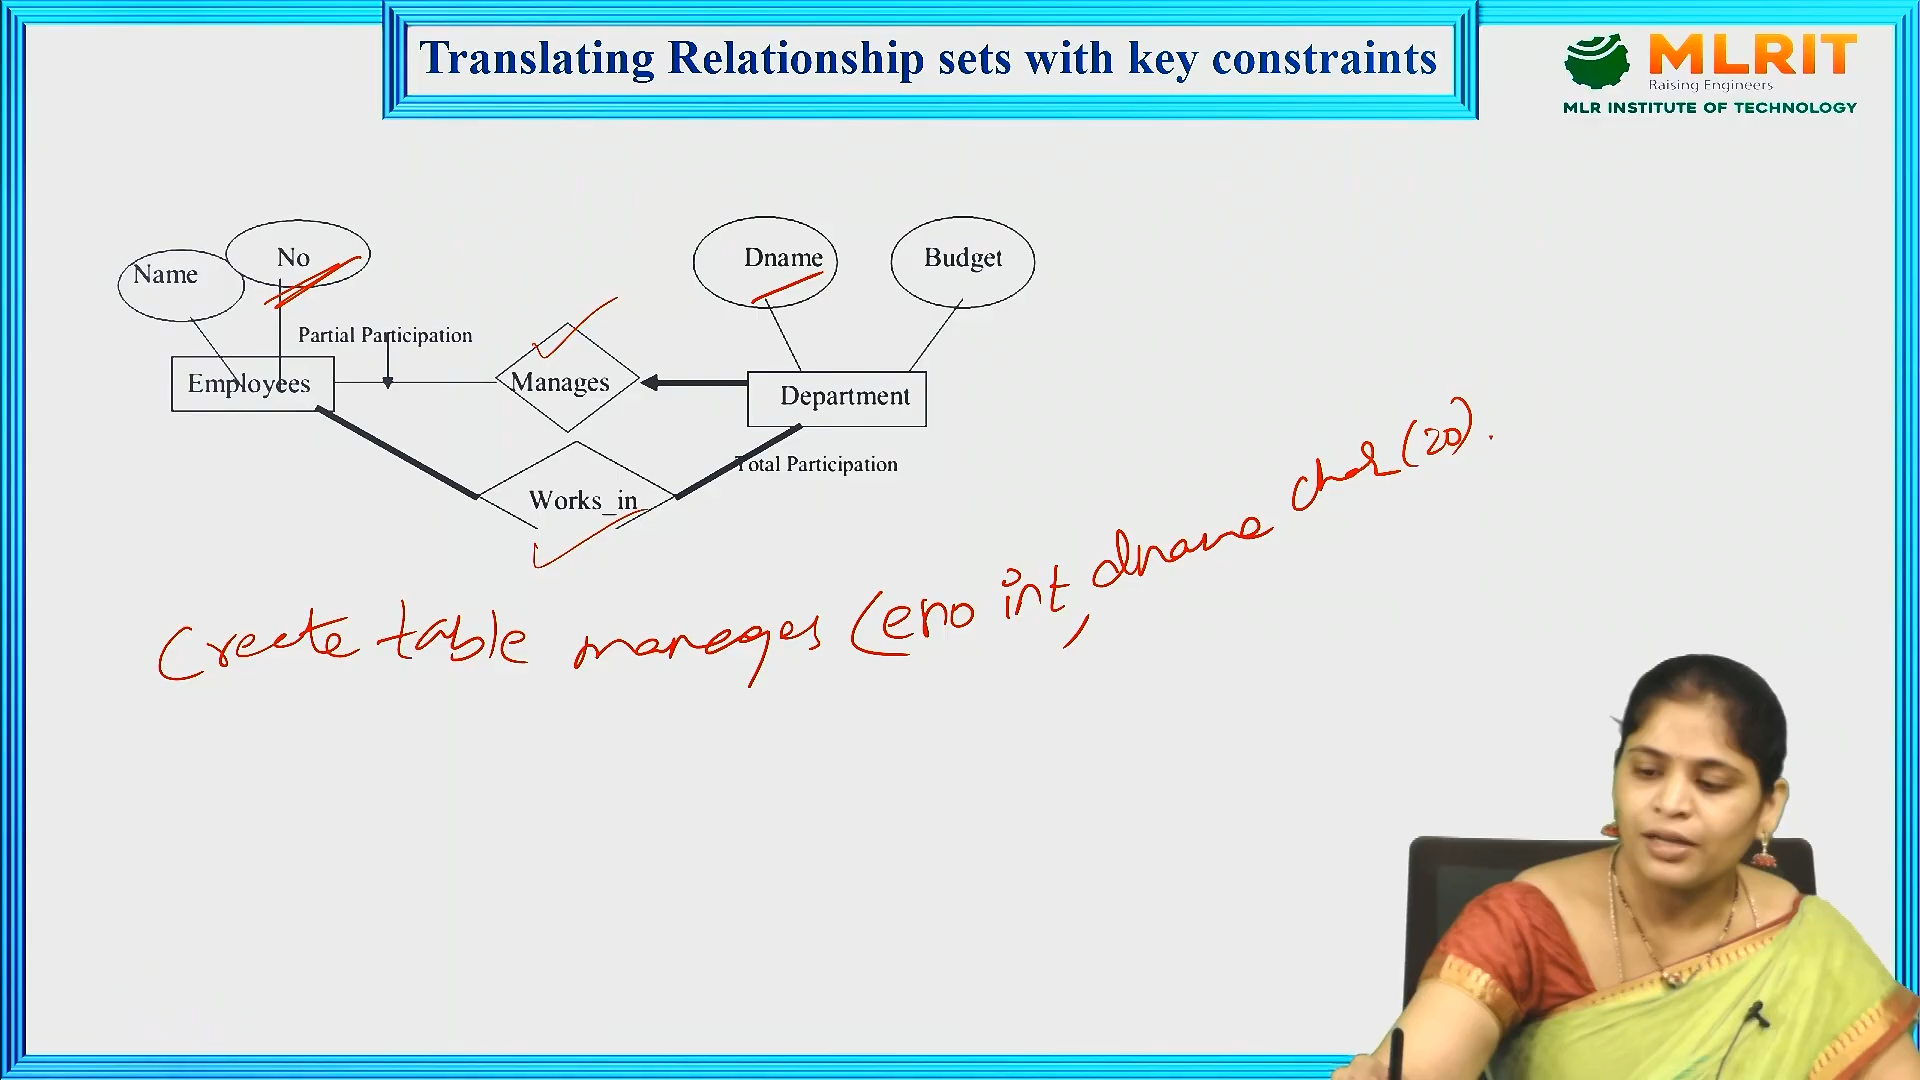 Translating Relationship sets with key constraints
MLRIT
Raising Engineers
MLR INSTITUTE OF TECHNOLOGY
Name
No
Dname
Budget
Partial Participation
Employees
Manages
Department
Total Participation
Works_in
Create table manages (eno int, dname char(20).